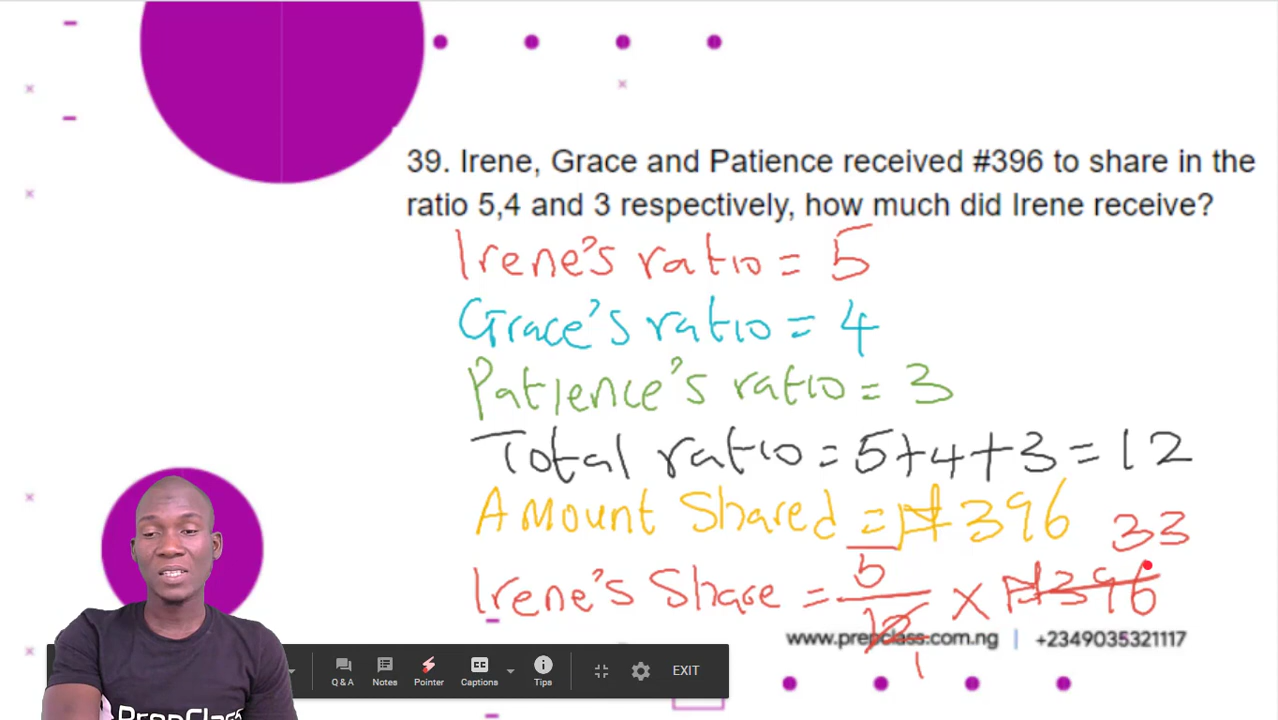 39. Irene, Grace and Patience received #396 to share in the
ratio 5,4 and 3 respectively, how much did Irene receive?
Irene's ratio = 5
Grace's ratio = 4
Patience's ratio = 3
Total ratio = 5+4+3 = 12
Amount Shared = ₦396
33
Irene's Share = 5/12 × ₦396
1
www.prepclass.com.ng | +2349035321117
Q & A Notes Pointer Captions Tips EXIT
CC
PrepClass